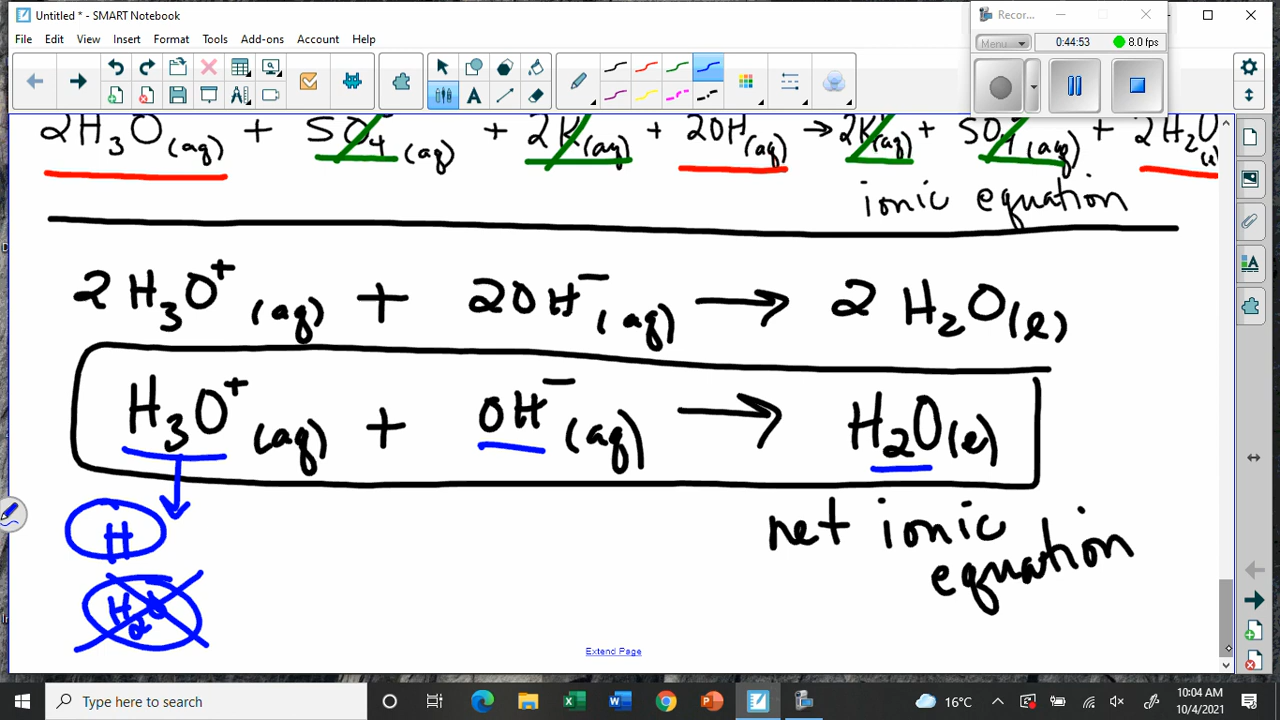 Untitled * - SMART Notebook
Recor...
File Edit View Insert Format Tools Add-ons Account Help
Menu 0:44:53 8.0 fps
2H3O(aq) + SO4(aq) + 2K(aq) + 2OH(aq) → 2K(aq) + SO4(aq) + 2H2O(l)
ionic equation
2H3O+(aq) + 2OH−(aq) → 2H2O(l)
H3O+(aq) + OH−(aq) → H2O(l)
H
net ionic
equation
H2O
Extend Page
Type here to search
16°C
10:04 AM
10/4/2021